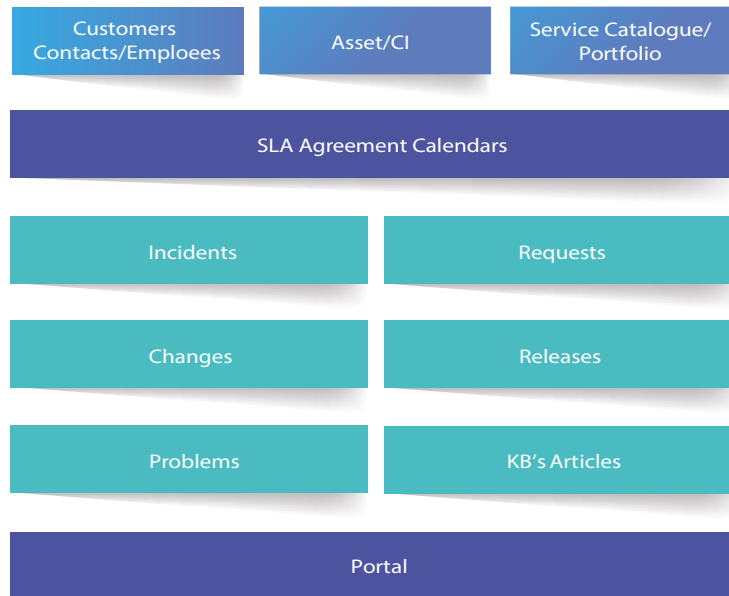 Customers
Contacts/Emploees
Asset/CI
Service Catalogue/
Portfolio
SLA Agreement Calendars
Incidents
Requests
Changes
Releases
Problems
KB's Articles
Portal